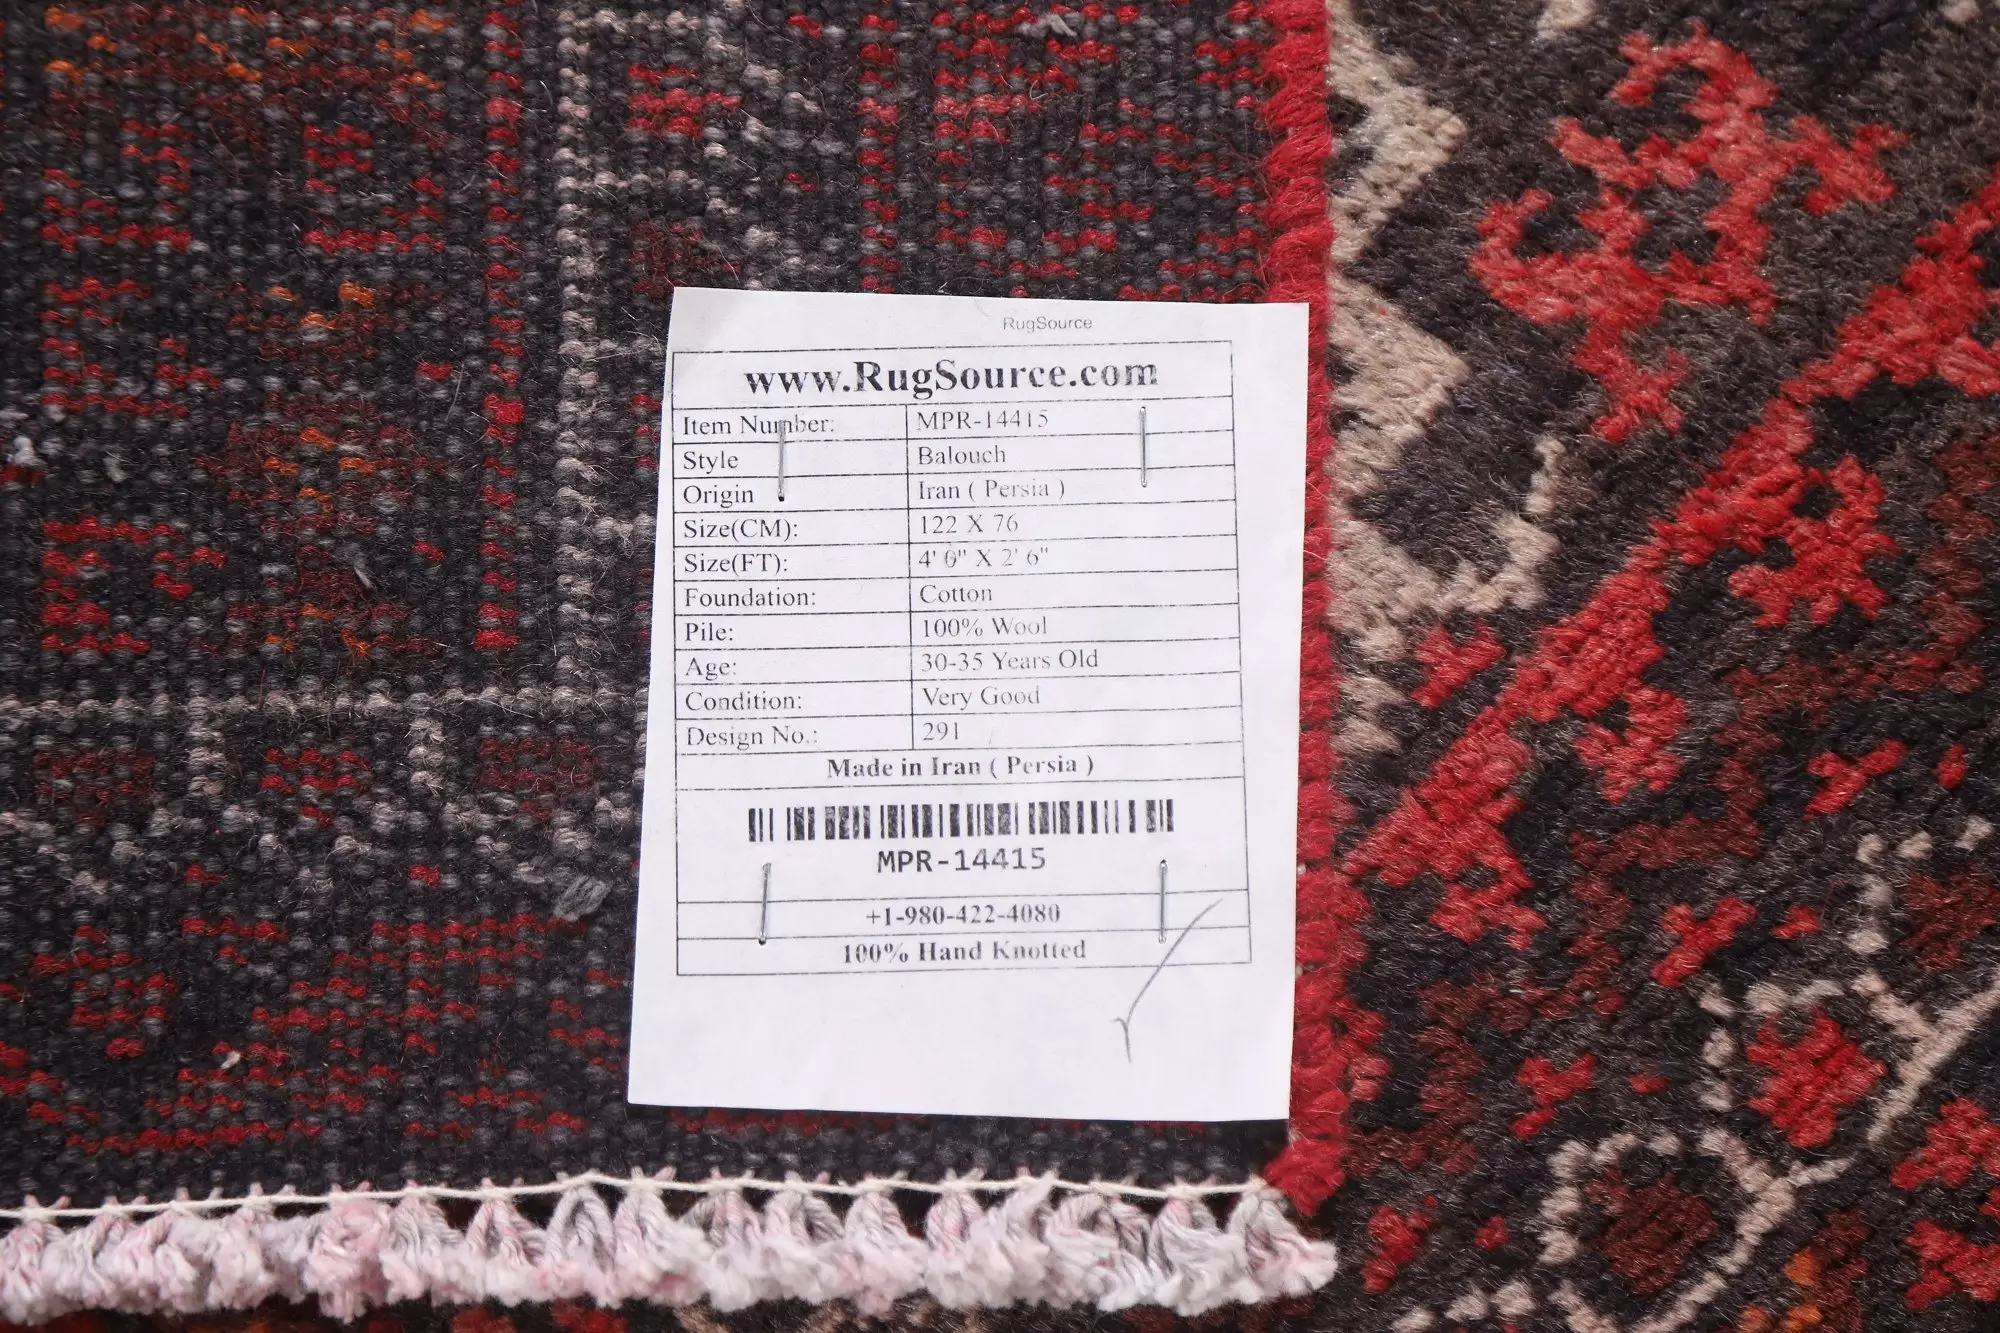 RugSource
www.RugSource.com
Item Number: MPR-14415
Style Balouch
Origin Iran ( Persia )
Size(CM): 122 X 76
Size(FT): 4' 0" X 2' 6"
Foundation: Cotton
Pile: 100% Wool
Age: 30-35 Years Old
Condition: Very Good
Design No.: 291
Made in Iran ( Persia )
MPR-14415
+1-980-422-4080
100% Hand Knotted